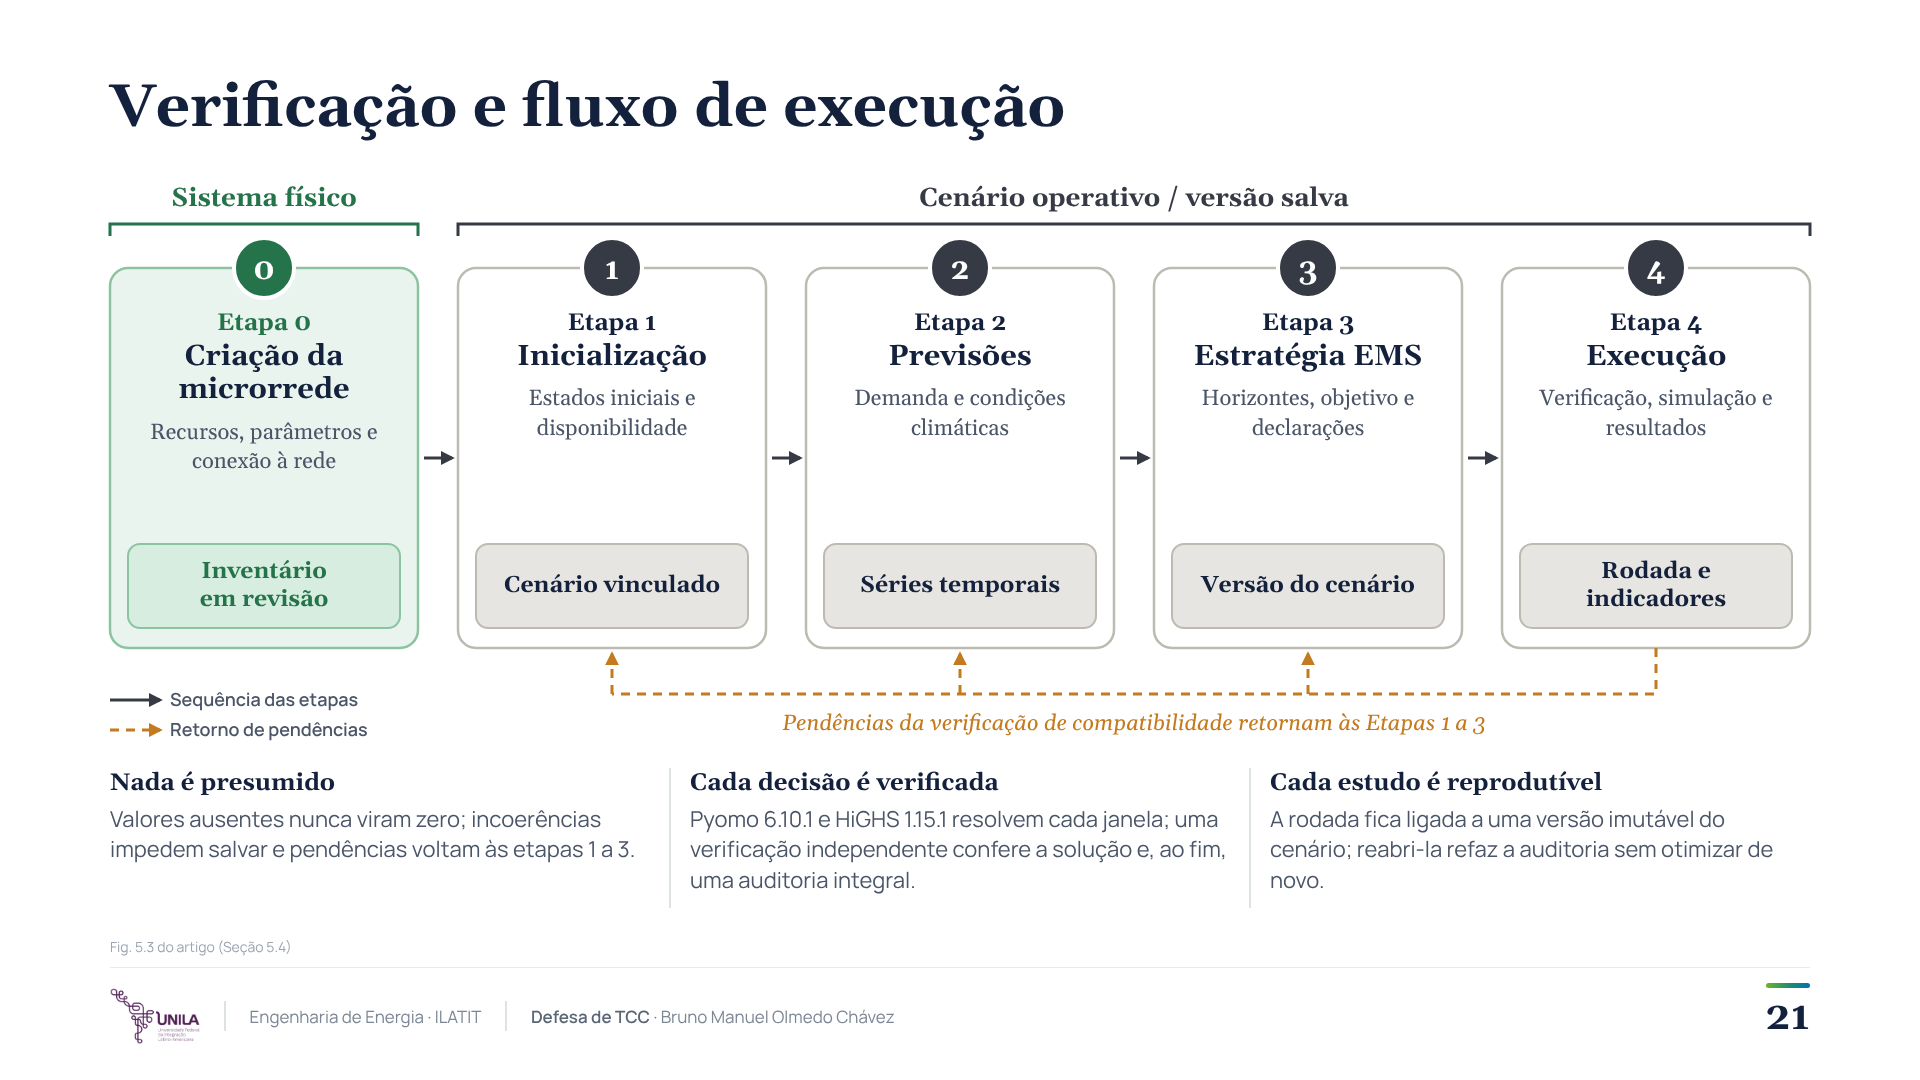 Verificação e fluxo de execução
Sistema físico
Cenário operativo / versão salva
0
Etapa 0
Criação da
microrrede
Recursos, parâmetros e
conexão à rede
Inventário
em revisão
1
Etapa 1
Inicialização
Estados iniciais e
disponibilidade
Cenário vinculado
2
Etapa 2
Previsões
Demanda e condições
climáticas
Séries temporais
3
Etapa 3
Estratégia EMS
Horizontes, objetivo e
declarações
Versão do cenário
4
Etapa 4
Execução
Verificação, simulação e
resultados
Rodada e
indicadores
Sequência das etapas
Retorno de pendências
Pendências da verificação de compatibilidade retornam às Etapas 1 a 3
Nada é presumido
Valores ausentes nunca viram zero; incoerências
impedem salvar e pendências voltam às etapas 1 a 3.
Cada decisão é verificada
Pyomo 6.10.1 e HiGHS 1.15.1 resolvem cada janela; uma
verificação independente confere a solução e, ao fim,
uma auditoria integral.
Cada estudo é reprodutível
A rodada fica ligada a uma versão imutável do
cenário; reabri-la refaz a auditoria sem otimizar de
novo.
Fig. 5.3 do artigo (Seção 5.4)
UNILA
Universidade Federal
da Integração
Latino-Americana
Engenharia de Energia · ILATIT
Defesa de TCC · Bruno Manuel Olmedo Chávez
21